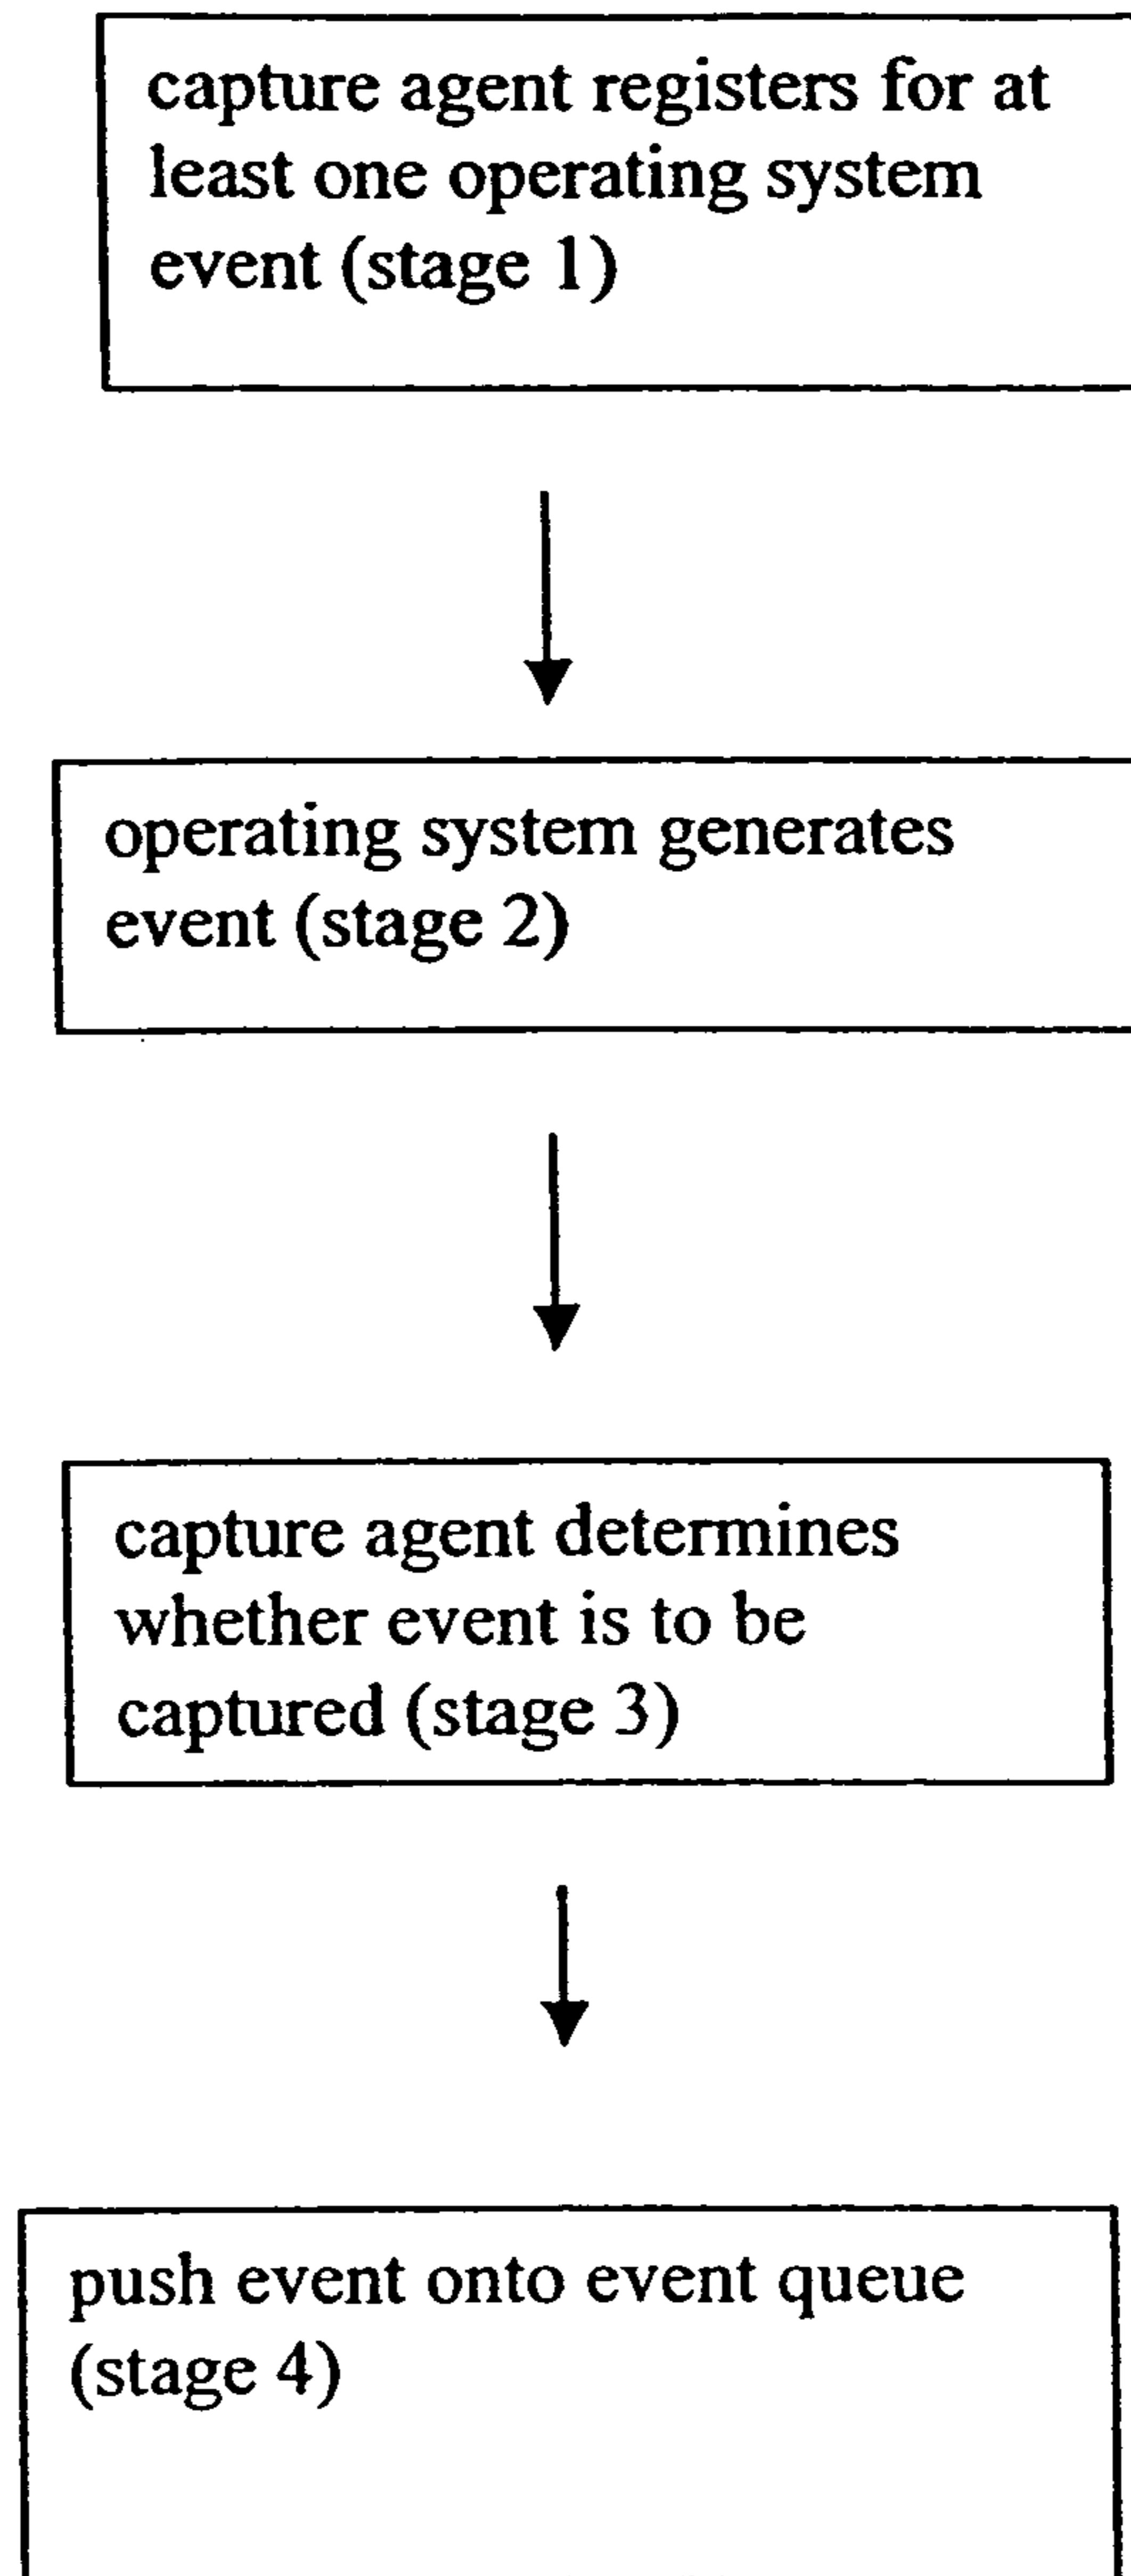 capture agent registers for at
least one operating system
event (stage 1)
operating system generates
event (stage 2)
capture agent determines
whether event is to be
captured (stage 3)
push event onto event queue
(stage 4)